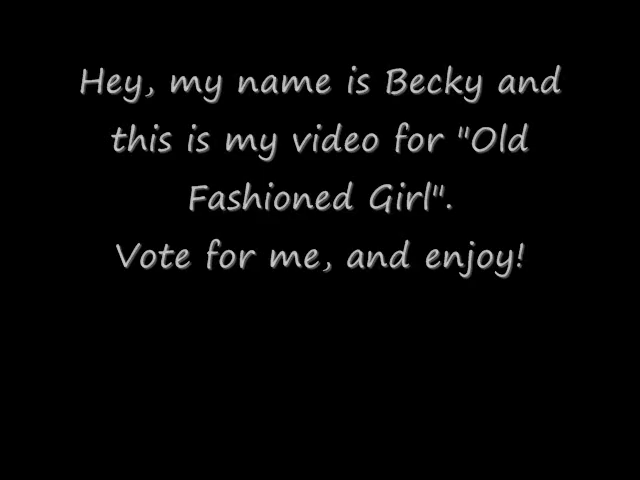 Hey, my name is Becky and
this is my video for "Old
Fashioned Girl".
Vote for me, and enjoy!